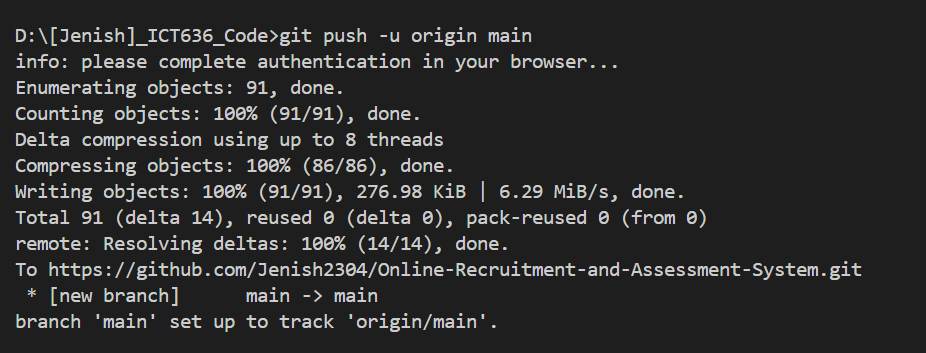 D:\[Jenish]_ICT636_Code>git push -u origin main
info: please complete authentication in your browser...
Enumerating objects: 91, done.
Counting objects: 100% (91/91), done.
Delta compression using up to 8 threads
Compressing objects: 100% (86/86), done.
Writing objects: 100% (91/91), 276.98 KiB | 6.29 MiB/s, done.
Total 91 (delta 14), reused 0 (delta 0), pack-reused 0 (from 0)
remote: Resolving deltas: 100% (14/14), done.
To https://github.com/Jenish2304/Online-Recruitment-and-Assessment-System.git
 * [new branch]      main -> main
branch 'main' set up to track 'origin/main'.